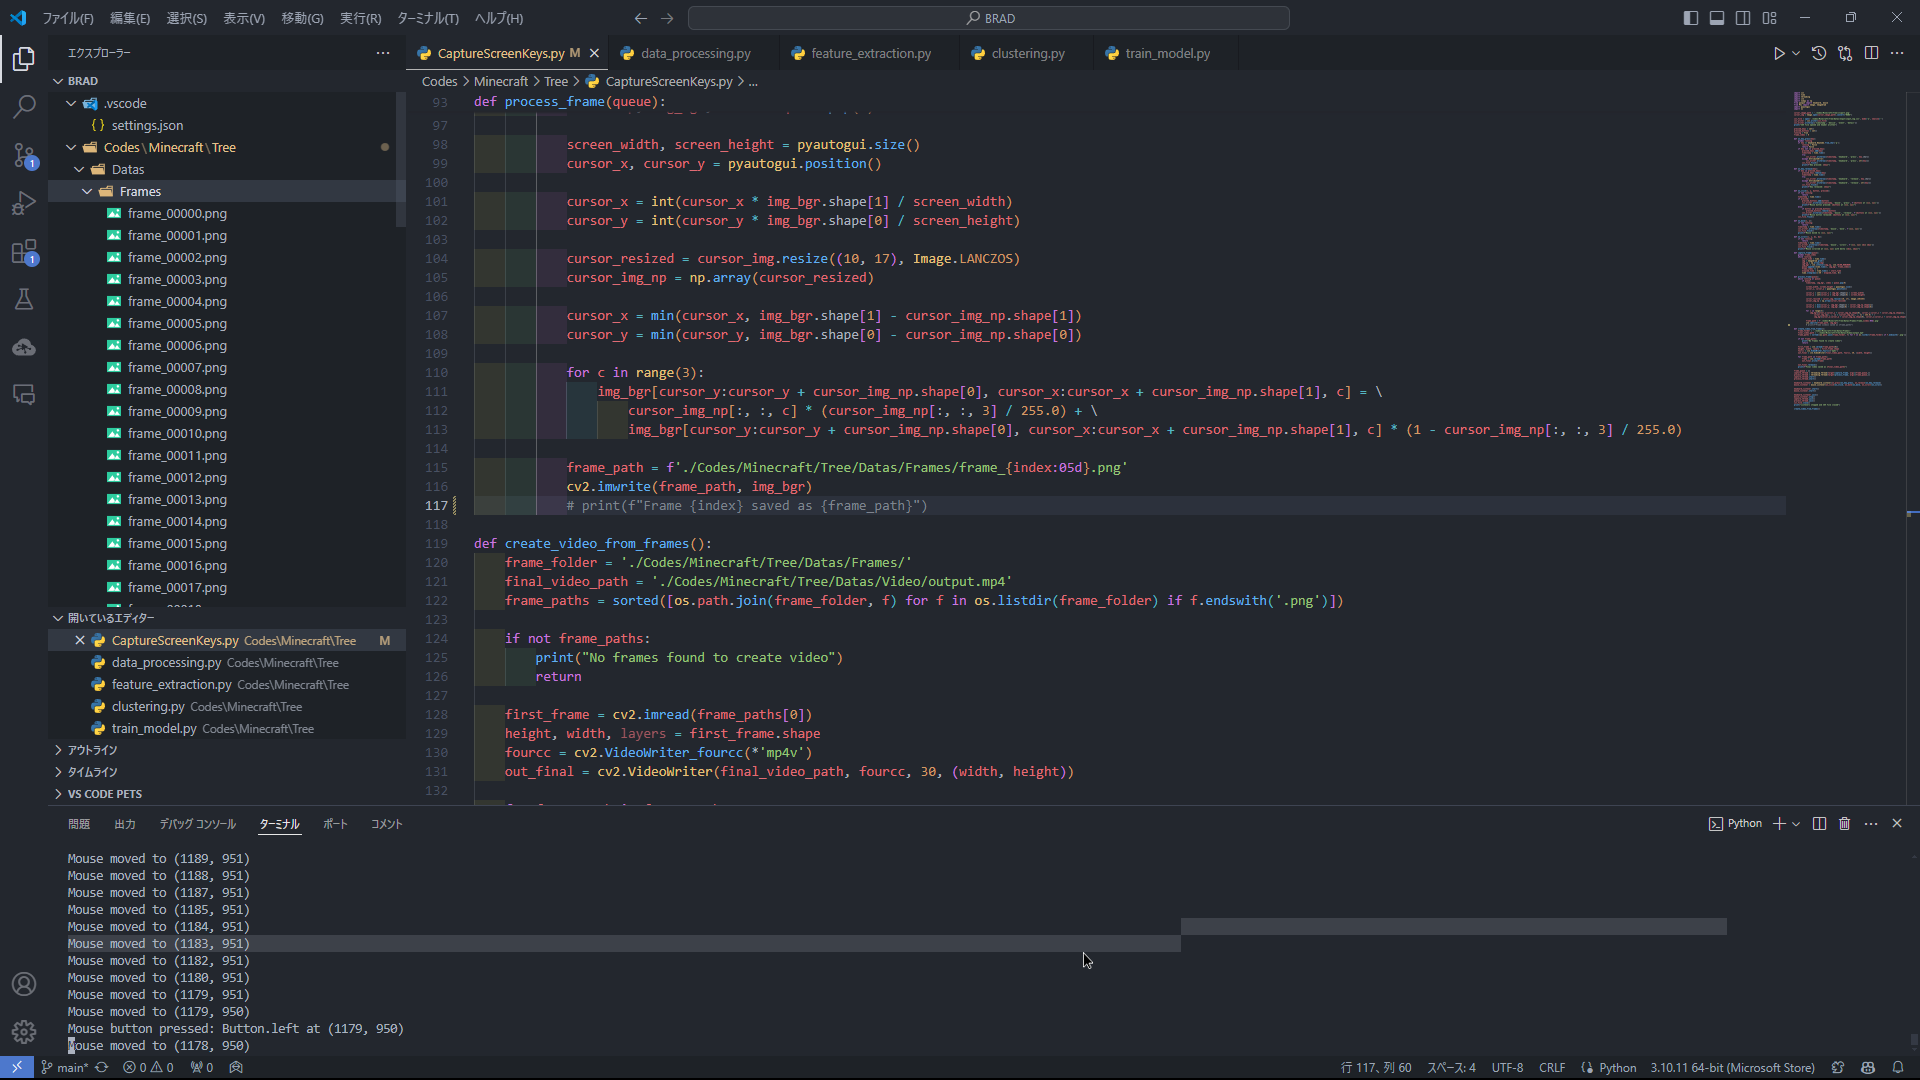 ファイル(F) 編集(E) 選択(S) 表示(V) 移動(G) 実行(R) ターミナル(T) ヘルプ(H)
BRAD
エクスプローラー
BRAD
.vscode
{} settings.json
Codes\Minecraft\Tree
Datas
Frames
frame_00000.png
frame_00001.png
frame_00002.png
frame_00003.png
frame_00004.png
frame_00005.png
frame_00006.png
frame_00007.png
frame_00008.png
frame_00009.png
frame_00010.png
frame_00011.png
frame_00012.png
frame_00013.png
frame_00014.png
frame_00015.png
frame_00016.png
frame_00017.png
開いているエディター
CaptureScreenKeys.py Codes\Minecraft\Tree M
data_processing.py Codes\Minecraft\Tree
feature_extraction.py Codes\Minecraft\Tree
clustering.py Codes\Minecraft\Tree
train_model.py Codes\Minecraft\Tree
アウトライン
タイムライン
VS CODE PETS
1
1
CaptureScreenKeys.py M data_processing.py feature_extraction.py clustering.py train_model.py
Codes > Minecraft > Tree > CaptureScreenKeys.py > ...
93 def process_frame(queue):
97
98 screen_width, screen_height = pyautogui.size()
99 cursor_x, cursor_y = pyautogui.position()
100
101 cursor_x = int(cursor_x * img_bgr.shape[1] / screen_width)
102 cursor_y = int(cursor_y * img_bgr.shape[0] / screen_height)
103
104 cursor_resized = cursor_img.resize((10, 17), Image.LANCZOS)
105 cursor_img_np = np.array(cursor_resized)
106
107 cursor_x = min(cursor_x, img_bgr.shape[1] - cursor_img_np.shape[1])
108 cursor_y = min(cursor_y, img_bgr.shape[0] - cursor_img_np.shape[0])
109
110 for c in range(3):
111 img_bgr[cursor_y:cursor_y + cursor_img_np.shape[0], cursor_x:cursor_x + cursor_img_np.shape[1], c] = \
112 cursor_img_np[:, :, c] * (cursor_img_np[:, :, 3] / 255.0) + \
113 img_bgr[cursor_y:cursor_y + cursor_img_np.shape[0], cursor_x:cursor_x + cursor_img_np.shape[1], c] * (1 - cursor_img_np[:, :, 3] / 255.0)
114
115 frame_path = f'./Codes/Minecraft/Tree/Datas/Frames/frame_{index:05d}.png'
116 cv2.imwrite(frame_path, img_bgr)
117 # print(f"Frame {index} saved as {frame_path}")
118
119 def create_video_from_frames():
120 frame_folder = './Codes/Minecraft/Tree/Datas/Frames/'
121 final_video_path = './Codes/Minecraft/Tree/Datas/Video/output.mp4'
122 frame_paths = sorted([os.path.join(frame_folder, f) for f in os.listdir(frame_folder) if f.endswith('.png')])
123
124 if not frame_paths:
125 print("No frames found to create video")
126 return
127
128 first_frame = cv2.imread(frame_paths[0])
129 height, width, layers = first_frame.shape
130 fourcc = cv2.VideoWriter_fourcc(*'mp4v')
131 out_final = cv2.VideoWriter(final_video_path, fourcc, 30, (width, height))
132
問題 出力 デバッグ コンソール ターミナル ポート コメント
Python
Mouse moved to (1189, 951)
Mouse moved to (1188, 951)
Mouse moved to (1187, 951)
Mouse moved to (1185, 951)
Mouse moved to (1184, 951)
Mouse moved to (1183, 951)
Mouse moved to (1182, 951)
Mouse moved to (1180, 951)
Mouse moved to (1179, 951)
Mouse moved to (1179, 950)
Mouse button pressed: Button.left at (1179, 950)
Mouse moved to (1178, 950)
main* 0 0 0
行 117、列 60 スペース: 4 UTF-8 CRLF Python 3.10.11 64-bit (Microsoft Store)